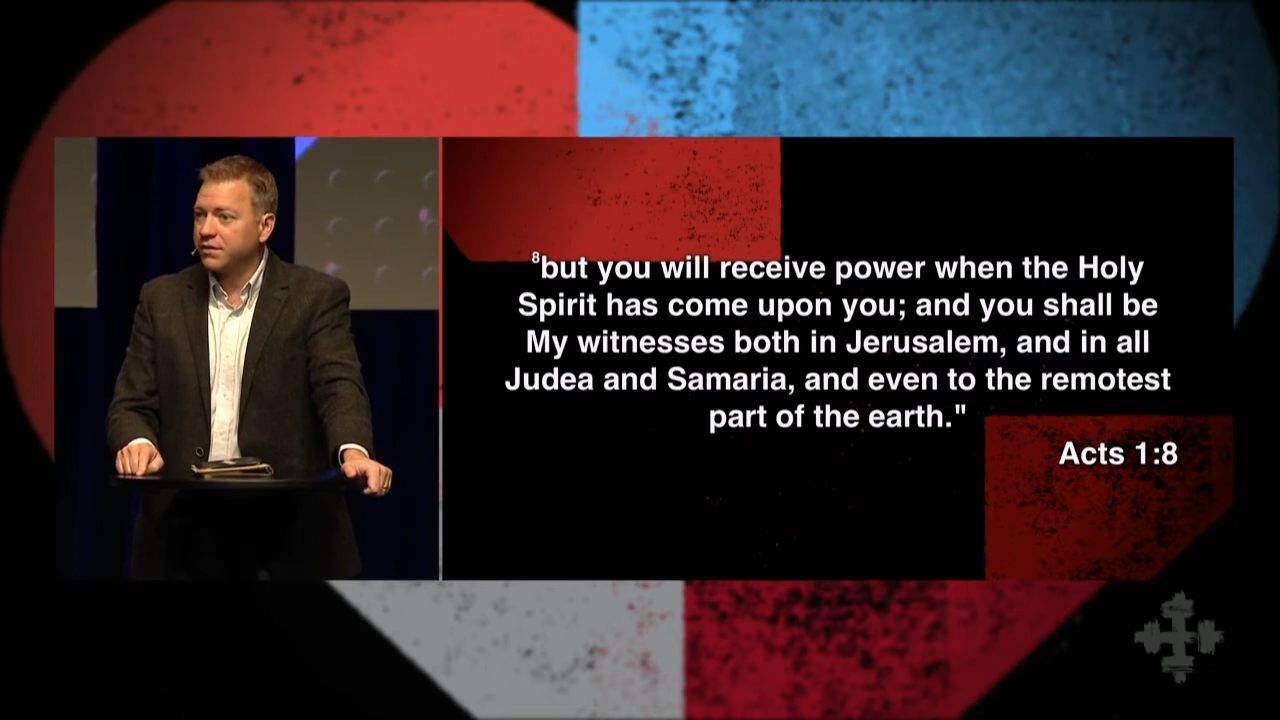 ⁸but you will receive power when the Holy
Spirit has come upon you; and you shall be
My witnesses both in Jerusalem, and in all
Judea and Samaria, and even to the remotest
part of the earth."
Acts 1:8